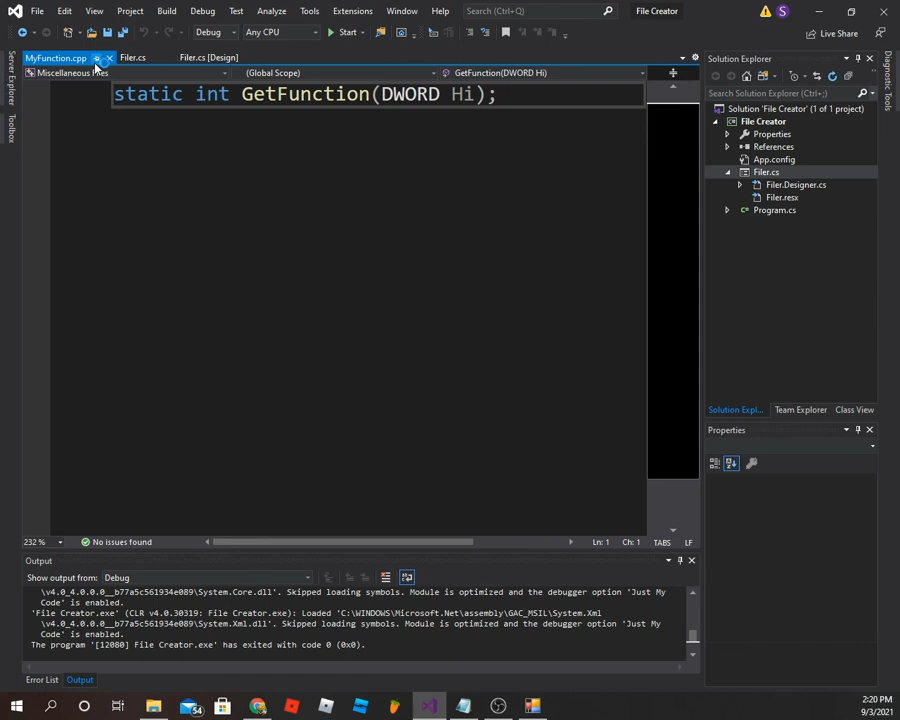 File Edit View Project Build Debug Test Analyze Tools Extensions Window Help Search (Ctrl+Q) File Creator S
Debug Any CPU Start Live Share
Server Explorer
Toolbox
MyFunction.cpp Filer.cs Filer.cs [Design]
Miscellaneous Files (Global Scope) GetFunction(DWORD Hi)
static int GetFunction(DWORD Hi);
232 % No issues found Ln: 1 Ch: 1 TABS LF
Output
Show output from: Debug
\v4.0_4.0.0.0__b77a5c561934e089\System.Core.dll'. Skipped loading symbols. Module is optimized and the debugger option 'Just My
Code' is enabled.
'File Creator.exe' (CLR v4.0.30319: File Creator.exe): Loaded 'C:\WINDOWS\Microsoft.Net\assembly\GAC_MSIL\System.Xml
\v4.0_4.0.0.0__b77a5c561934e089\System.Xml.dll'. Skipped loading symbols. Module is optimized and the debugger option 'Just My
Code' is enabled.
The program '[12080] File Creator.exe' has exited with code 0 (0x0).
Error List Output
Solution Explorer
Search Solution Explorer (Ctrl+;)
Solution 'File Creator' (1 of 1 project)
File Creator
Properties
References
App.config
Filer.cs
Filer.Designer.cs
Filer.resx
Program.cs
Solution Expl... Team Explorer Class View
Properties
Diagnostic Tools
54
2:20 PM
9/3/2021